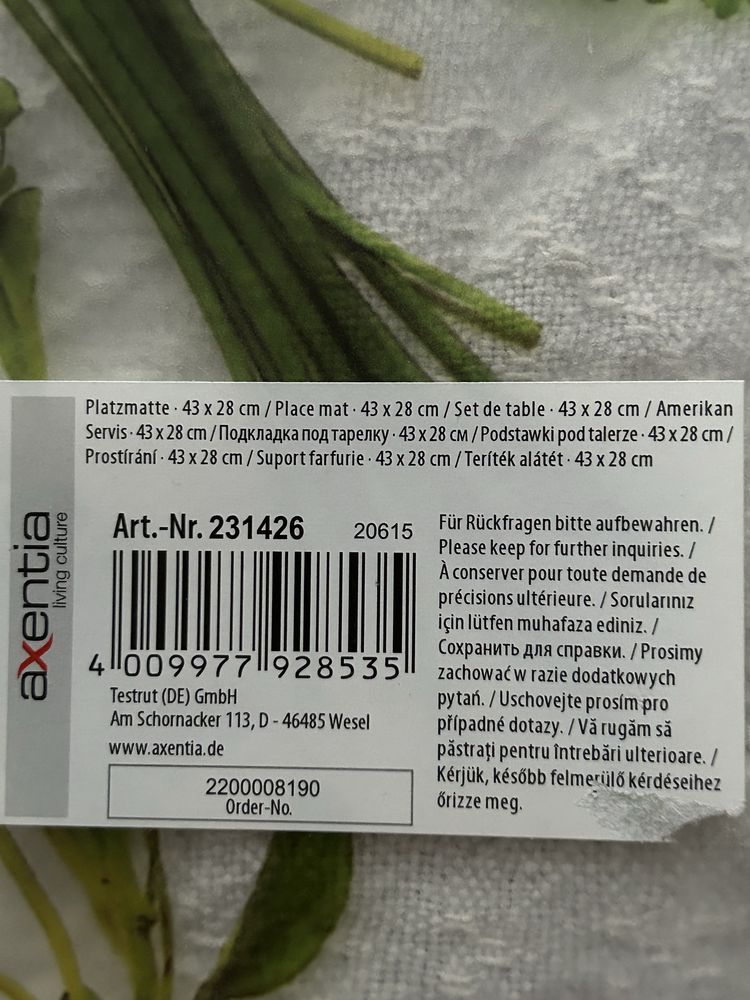 Platzmatte · 43 x 28 cm / Place mat · 43 x 28 cm / Set de table · 43 x 28 cm / Amerikan
Servis · 43 x 28 cm / Подкладка под тарелку · 43 x 28 см / Podstawki pod talerze · 43 x 28 cm /
Prostírání · 43 x 28 cm / Suport farfurie · 43 x 28 cm / Teríték alátét · 43 x 28 cm
axentia
living culture
Art.-Nr. 231426 20615
4 009977 928535
Testrut (DE) GmbH
Am Schornacker 113, D - 46485 Wesel
www.axentia.de
2200008190
Order-No.
Für Rückfragen bitte aufbewahren. /
Please keep for further inquiries. /
À conserver pour toute demande de
précisions ultérieure. / Sorularınız
için lütfen muhafaza ediniz. /
Сохранить для справки. / Prosimy
zachować w razie dodatkowych
pytań. / Uschovejte prosím pro
případné dotazy. / Vă rugăm să
păstrați pentru întrebări ulterioare. /
Kérjük, később felmerülő kérdéseihez
őrizze meg.